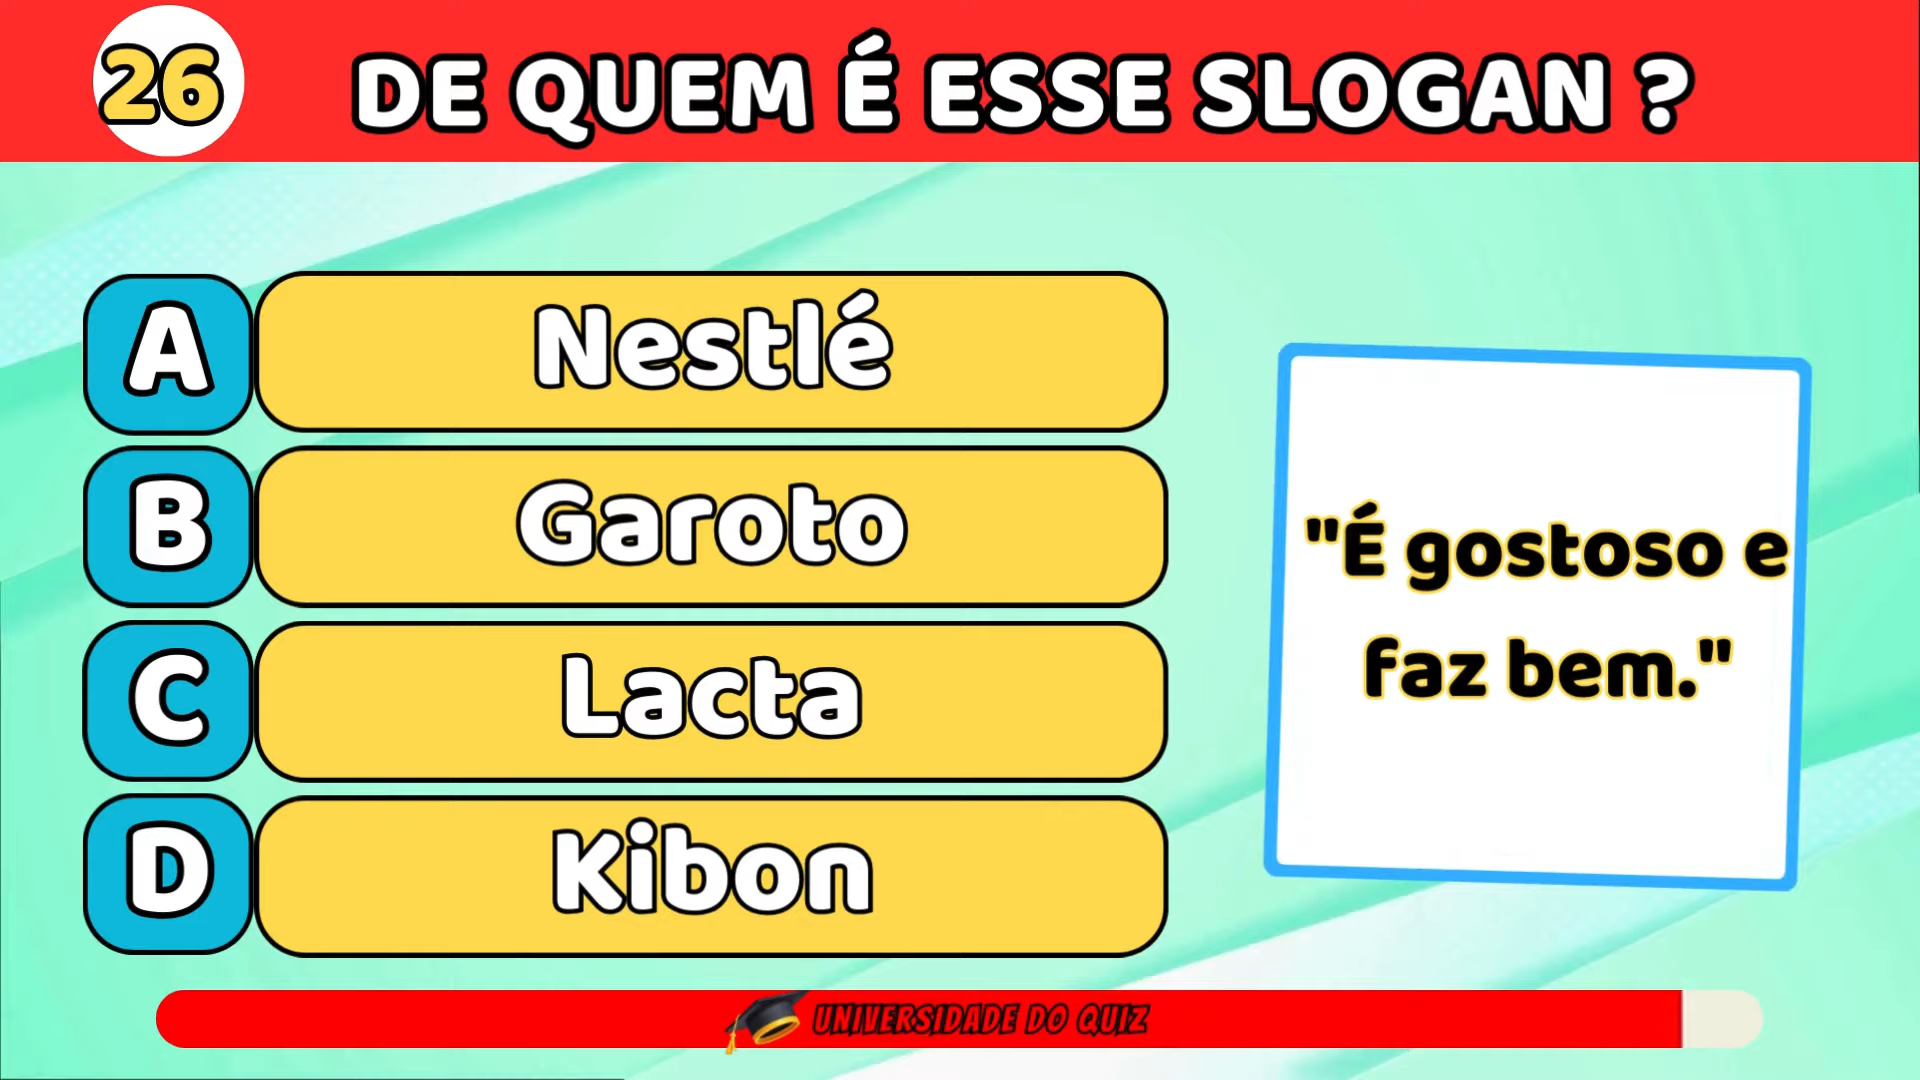 26
DE QUEM É ESSE SLOGAN ?
A Nestlé
B Garoto
C Lacta
D Kibon
"É gostoso e
faz bem."
UNIVERSIDADE DO QUIZ